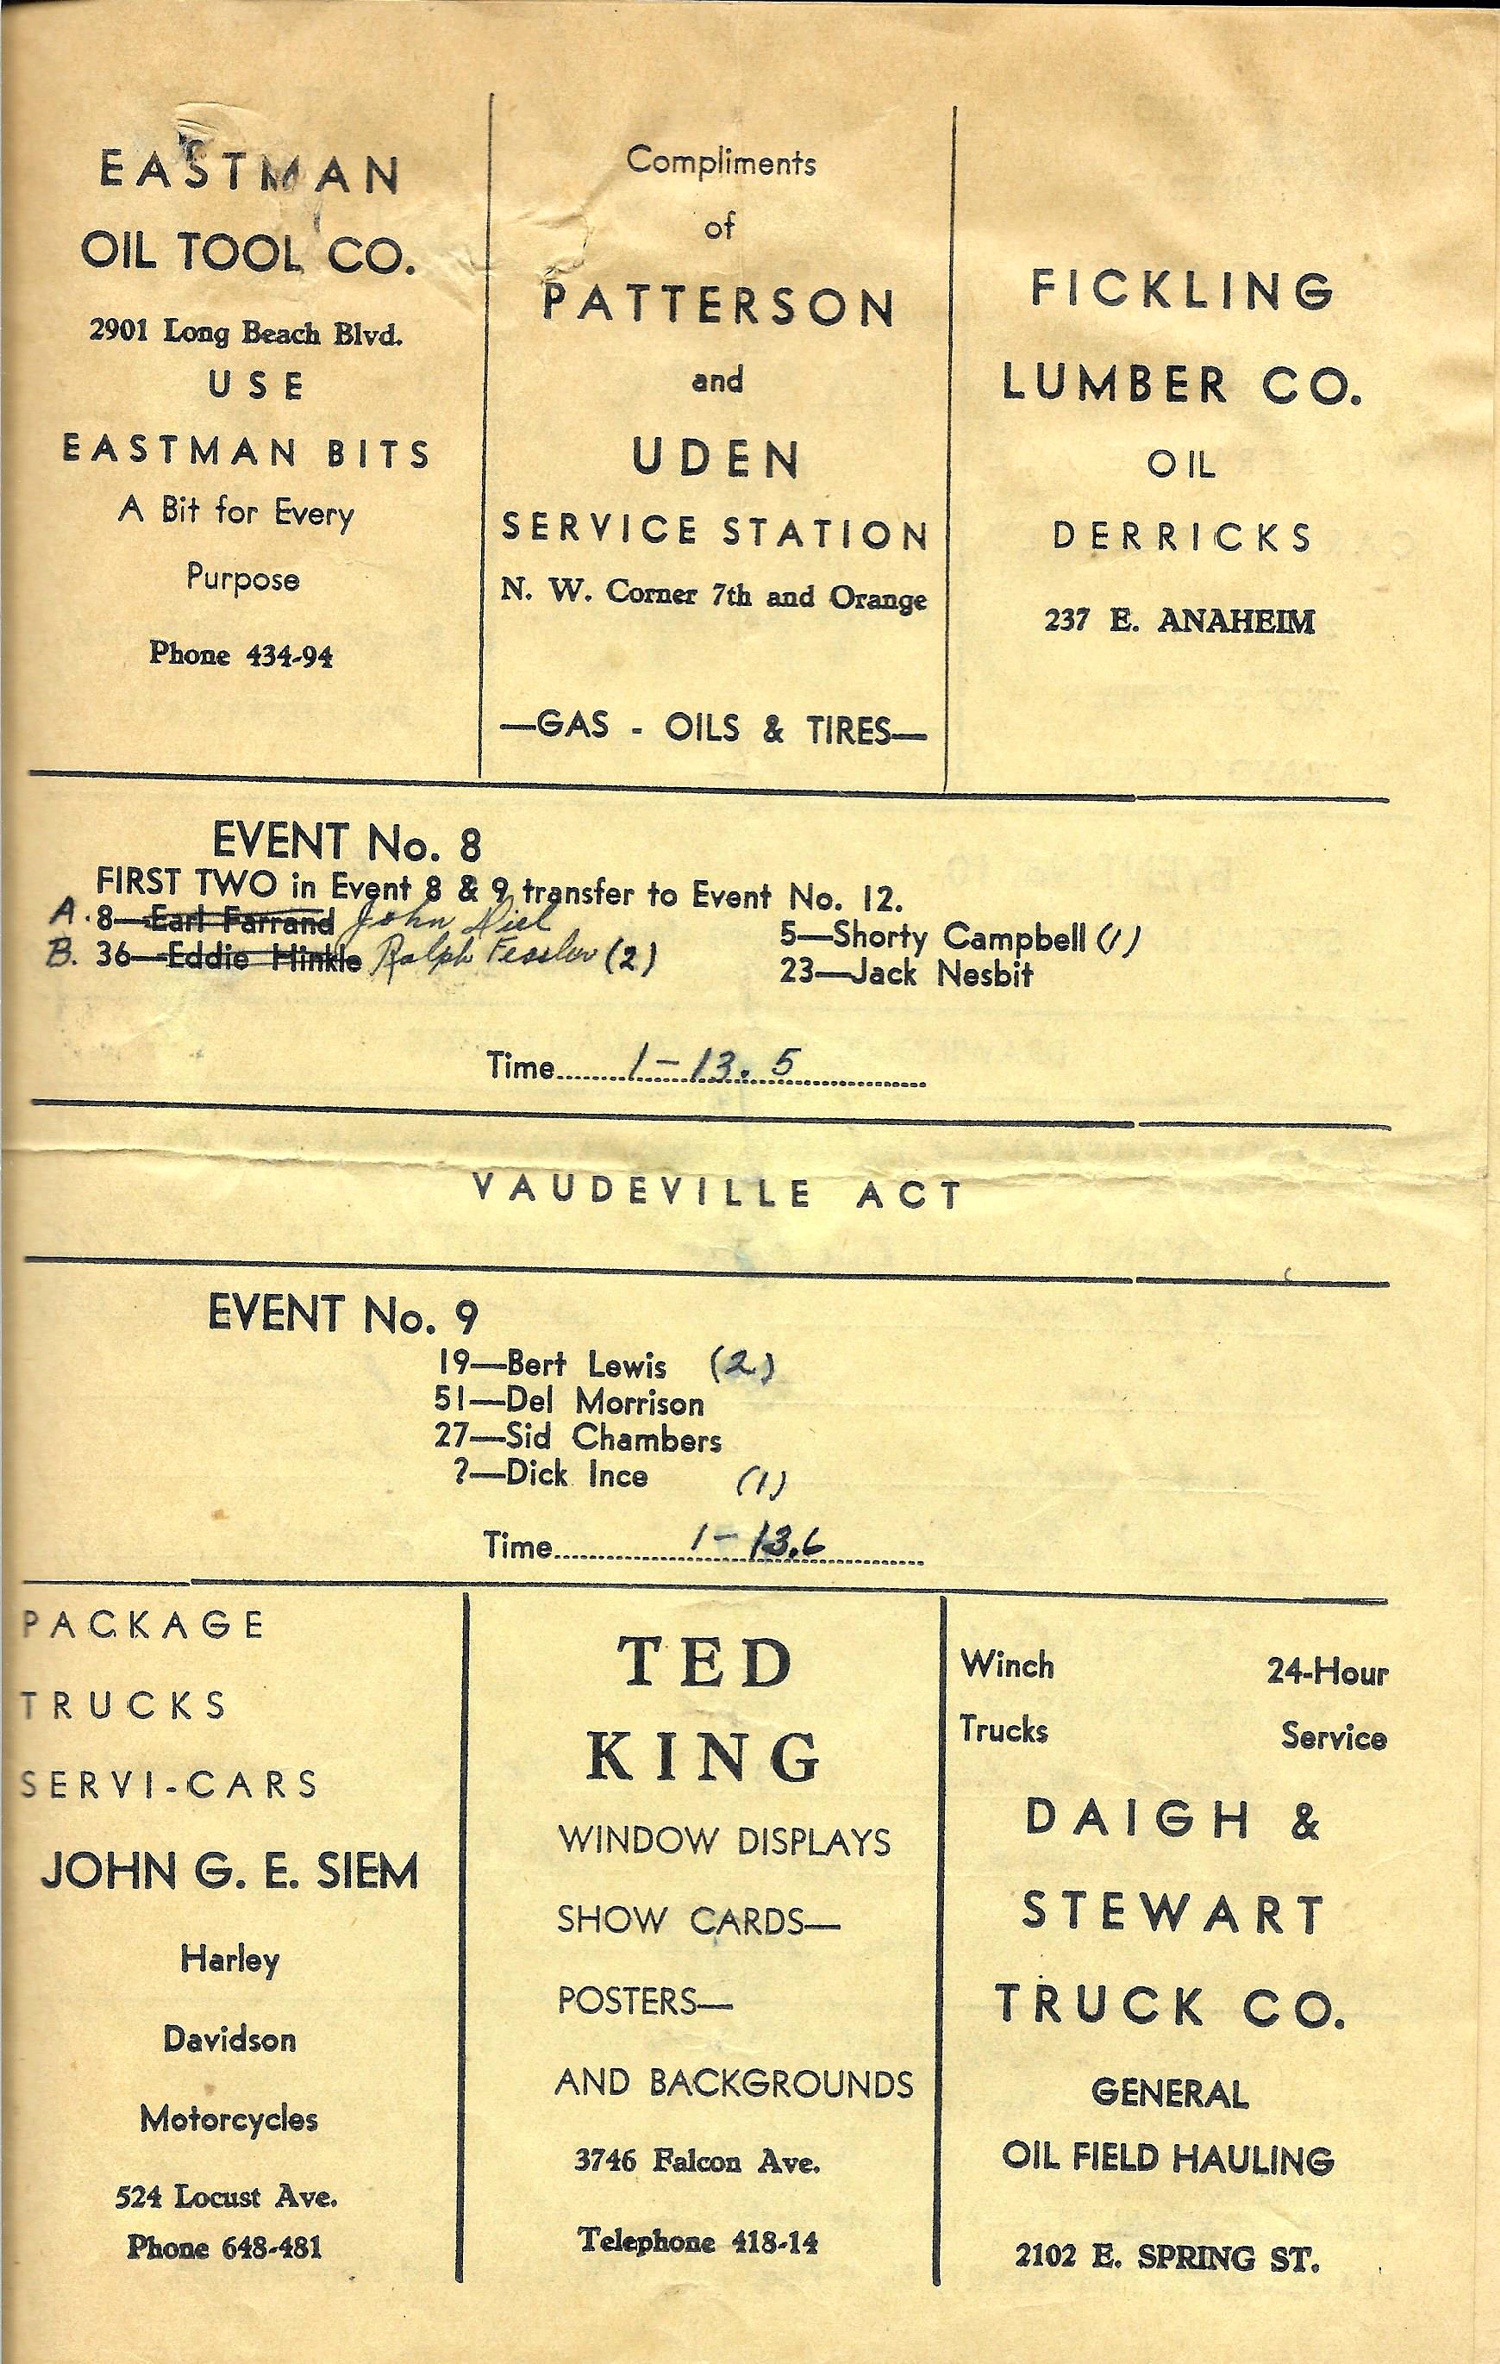 EASTMAN
OIL TOOL CO.
2901 Long Beach Blvd.
USE
EASTMAN BITS
A Bit for Every
Purpose
Phone 434-94
Compliments
of
PATTERSON
and
UDEN
SERVICE STATION
N. W. Corner 7th and Orange
—GAS - OILS & TIRES—
FICKLING
LUMBER CO.
OIL
DERRICKS
237 E. ANAHEIM
EVENT No. 8
FIRST TWO in Event 8 & 9 transfer to Event No. 12.
A. 8—Earl Farrand John
B. 36—Eddie Hinkle Ralph Fessler (2)
5—Shorty Campbell (1)
23—Jack Nesbit
Time 1-13.5
VAUDEVILLE ACT
EVENT No. 9
19—Bert Lewis (2)
51—Del Morrison
27—Sid Chambers
?—Dick Ince (1)
Time 1-13.6
PACKAGE
TRUCKS
SERVI-CARS
JOHN G. E. SIEM
Harley
Davidson
Motorcycles
524 Locust Ave.
Phone 648-481
TED
KING
WINDOW DISPLAYS
SHOW CARDS—
POSTERS—
AND BACKGROUNDS
3746 Falcon Ave.
Telephone 418-14
Winch 24-Hour
Trucks Service
DAIGH &
STEWART
TRUCK CO.
GENERAL
OIL FIELD HAULING
2102 E. SPRING ST.